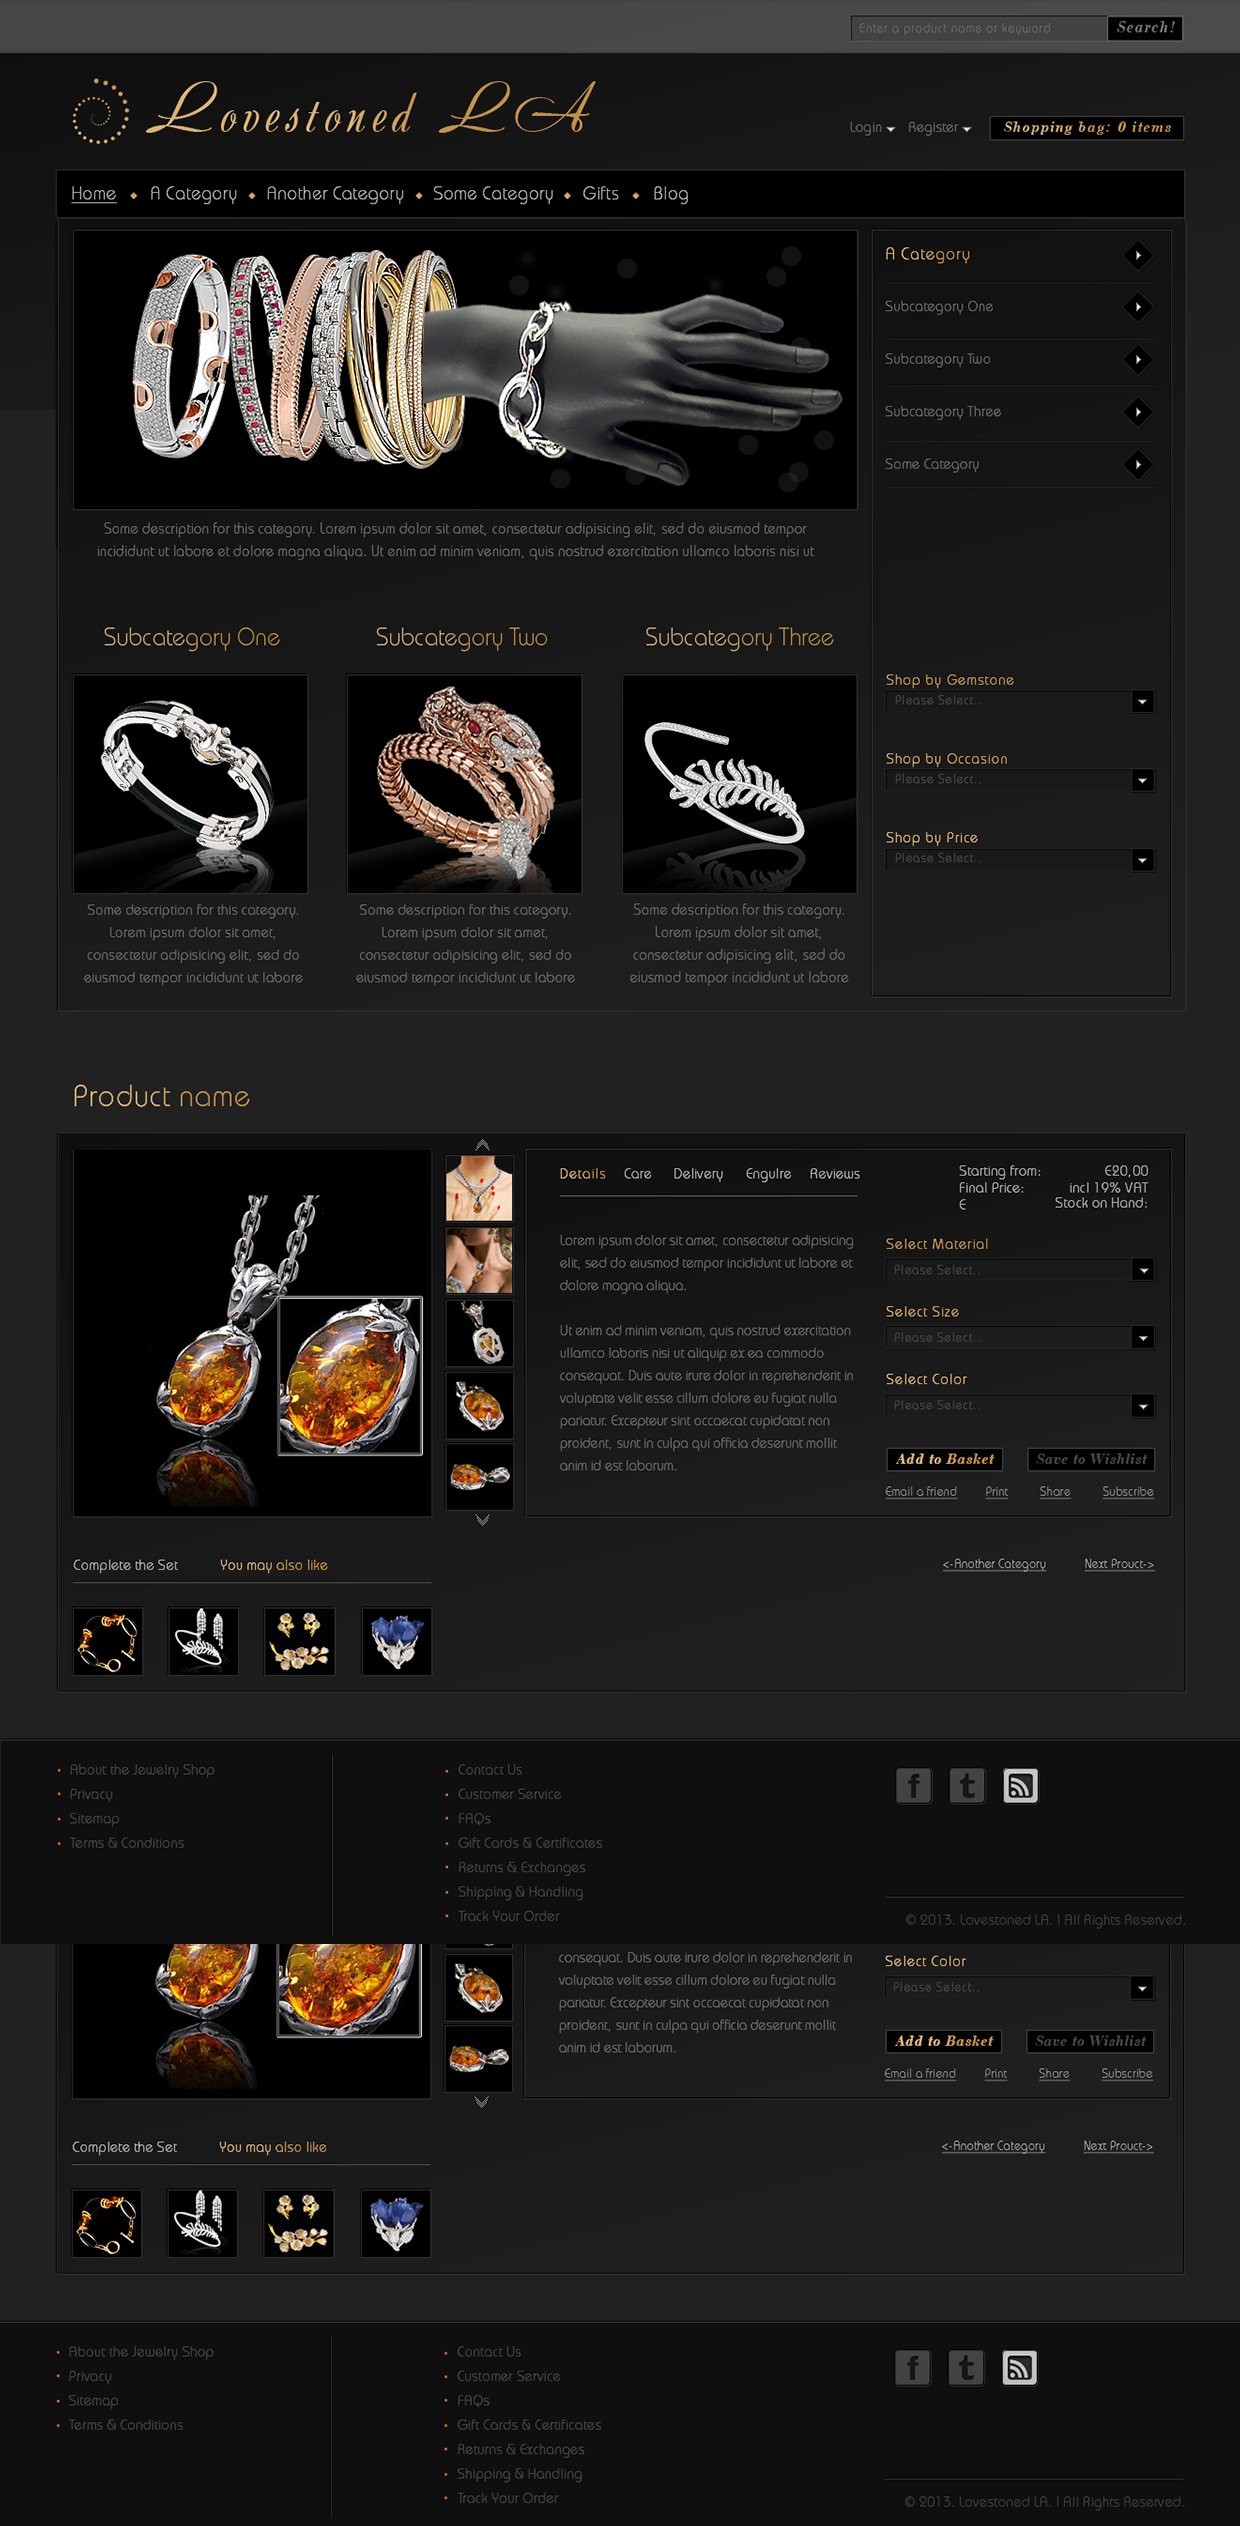 Enter a product name or keyword
Search!
Lovestoned LA
Login
Register
Shopping bag: 0 items
Home
A Category
Another Category
Some Category
Gifts
Blog
A Category
Subcategory One
Subcategory Two
Subcategory Three
Some Category
Some description for this category. Lorem ipsum dolor sit amet, consectetur adipisicing elit, sed do eiusmod tempor
incididunt ut labore et dolore magna aliqua. Ut enim ad minim veniam, quis nostrud exercitation ullamco laboris nisi ut
Subcategory One
Subcategory Two
Subcategory Three
Some description for this category.
Lorem ipsum dolor sit amet,
consectetur adipisicing elit, sed do
eiusmod tempor incididunt ut labore
Some description for this category.
Lorem ipsum dolor sit amet,
consectetur adipisicing elit, sed do
eiusmod tempor incididunt ut labore
Some description for this category.
Lorem ipsum dolor sit amet,
consectetur adipisicing elit, sed do
eiusmod tempor incididunt ut labore
Shop by Gemstone
Please Select..
Shop by Occasion
Please Select..
Shop by Price
Please Select..
Product name
Details
Care
Delivery
Enquire
Reviews
Lorem ipsum dolor sit amet, consectetur adipisicing
elit, sed do eiusmod tempor incididunt ut labore et
dolore magna aliqua.
Ut enim ad minim veniam, quis nostrud exercitation
ullamco laboris nisi ut aliquip ex ea commodo
consequat. Duis aute irure dolor in reprehenderit in
voluptate velit esse cillum dolore eu fugiat nulla
pariatur. Excepteur sint occaecat cupidatat non
proident, sunt in culpa qui officia deserunt mollit
anim id est laborum.
Starting from: €20,00
Final Price: incl 19% VAT
€ Stock on Hand:
Select Material
Please Select..
Select Size
Please Select..
Select Color
Please Select..
Add to Basket
Save to Wishlist
Email a friend
Print
Share
Subscribe
Complete the Set
You may also like
<-Another Category
Next Prouct->
About the Jewelry Shop
Privacy
Sitemap
Terms & Conditions
Contact Us
Customer Service
FAQs
Gift Cards & Certificates
Returns & Exchanges
Shipping & Handling
Track Your Order
f
t
© 2013. Lovestoned LA. | All Rights Reserved.
consequat. Duis aute irure dolor in reprehenderit in
voluptate velit esse cillum dolore eu fugiat nulla
pariatur. Excepteur sint occaecat cupidatat non
proident, sunt in culpa qui officia deserunt mollit
anim id est laborum.
Select Color
Please Select..
Add to Basket
Save to Wishlist
Email a friend
Print
Share
Subscribe
Complete the Set
You may also like
<-Another Category
Next Prouct->
About the Jewelry Shop
Privacy
Sitemap
Terms & Conditions
Contact Us
Customer Service
FAQs
Gift Cards & Certificates
Returns & Exchanges
Shipping & Handling
Track Your Order
f
t
© 2013. Lovestoned LA. | All Rights Reserved.